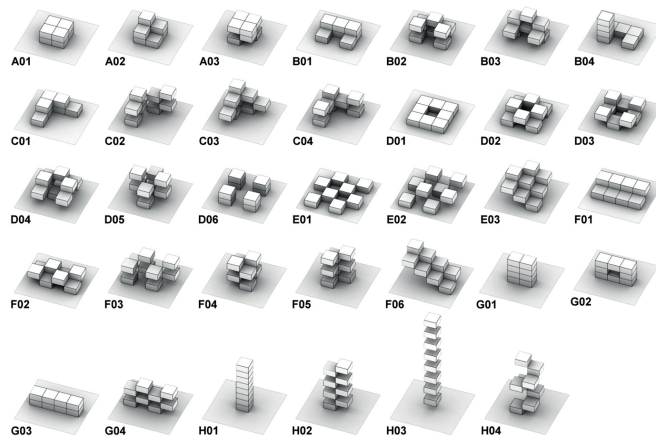 A01 A02 A03 B01 B02 B03 B04
C01 C02 C03 C04 D01 D02 D03
D04 D05 D06 E01 E02 E03 F01
F02 F03 F04 F05 F06 G01 G02
G03 G04 H01 H02 H03 H04